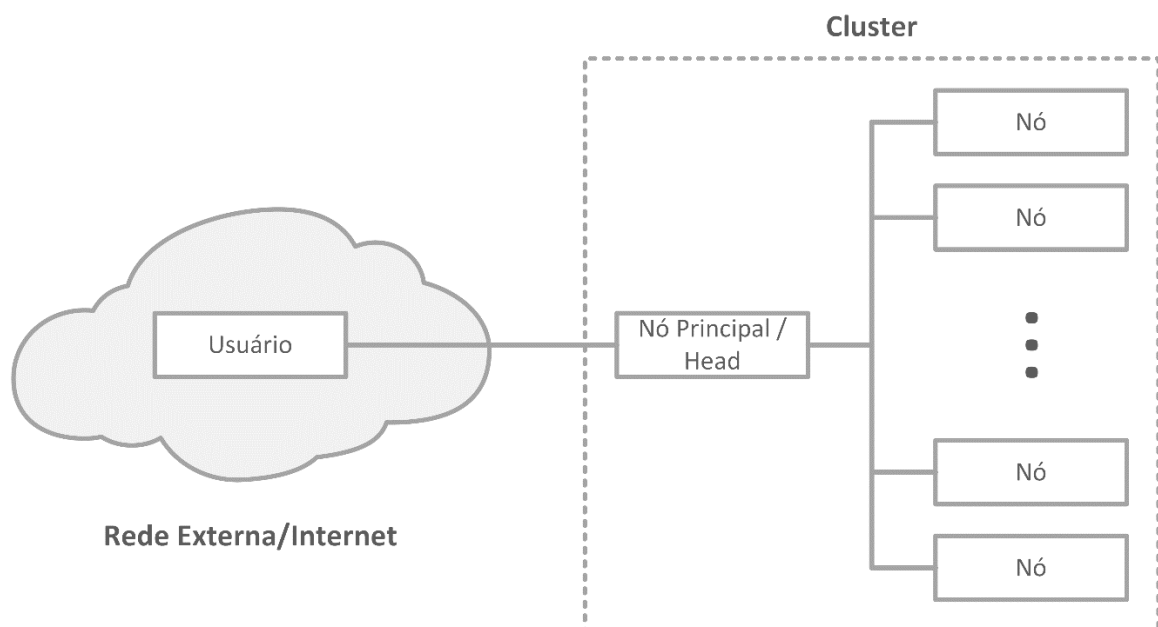 Cluster
Nó
Nó
Usuário
Nó Principal /
Head
Nó
Nó
Rede Externa/Internet